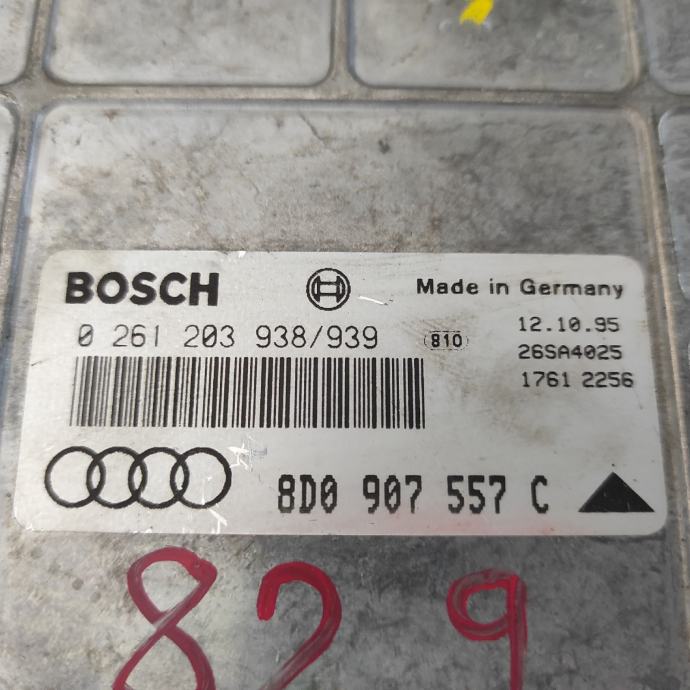 BOSCH
Made in Germany
0 261 203 938/939
810
12.10.95
26SA4025
1761 2256
8D0 907 557 C
829